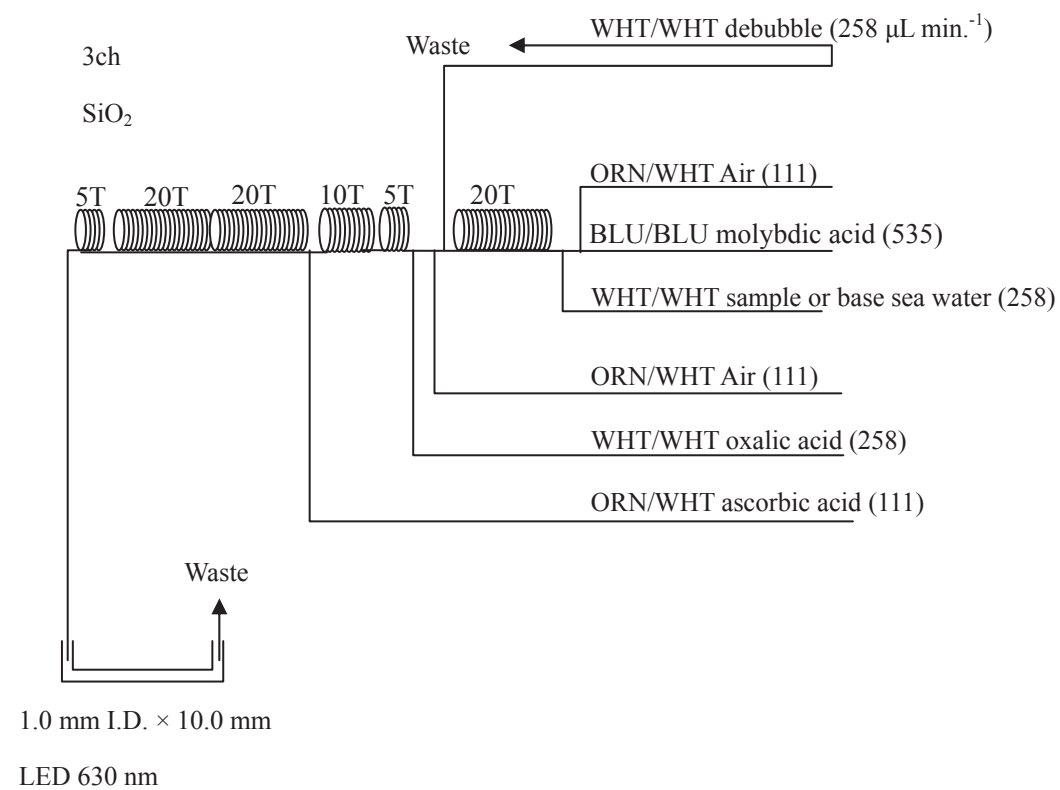 WHT/WHT debubble (258 μL min.⁻¹)
Waste
3ch
SiO₂
ORN/WHT Air (111)
5T 20T 20T 10T 5T 20T
BLU/BLU molybdic acid (535)
WHT/WHT sample or base sea water (258)
ORN/WHT Air (111)
WHT/WHT oxalic acid (258)
ORN/WHT ascorbic acid (111)
Waste
1.0 mm I.D. × 10.0 mm
LED 630 nm